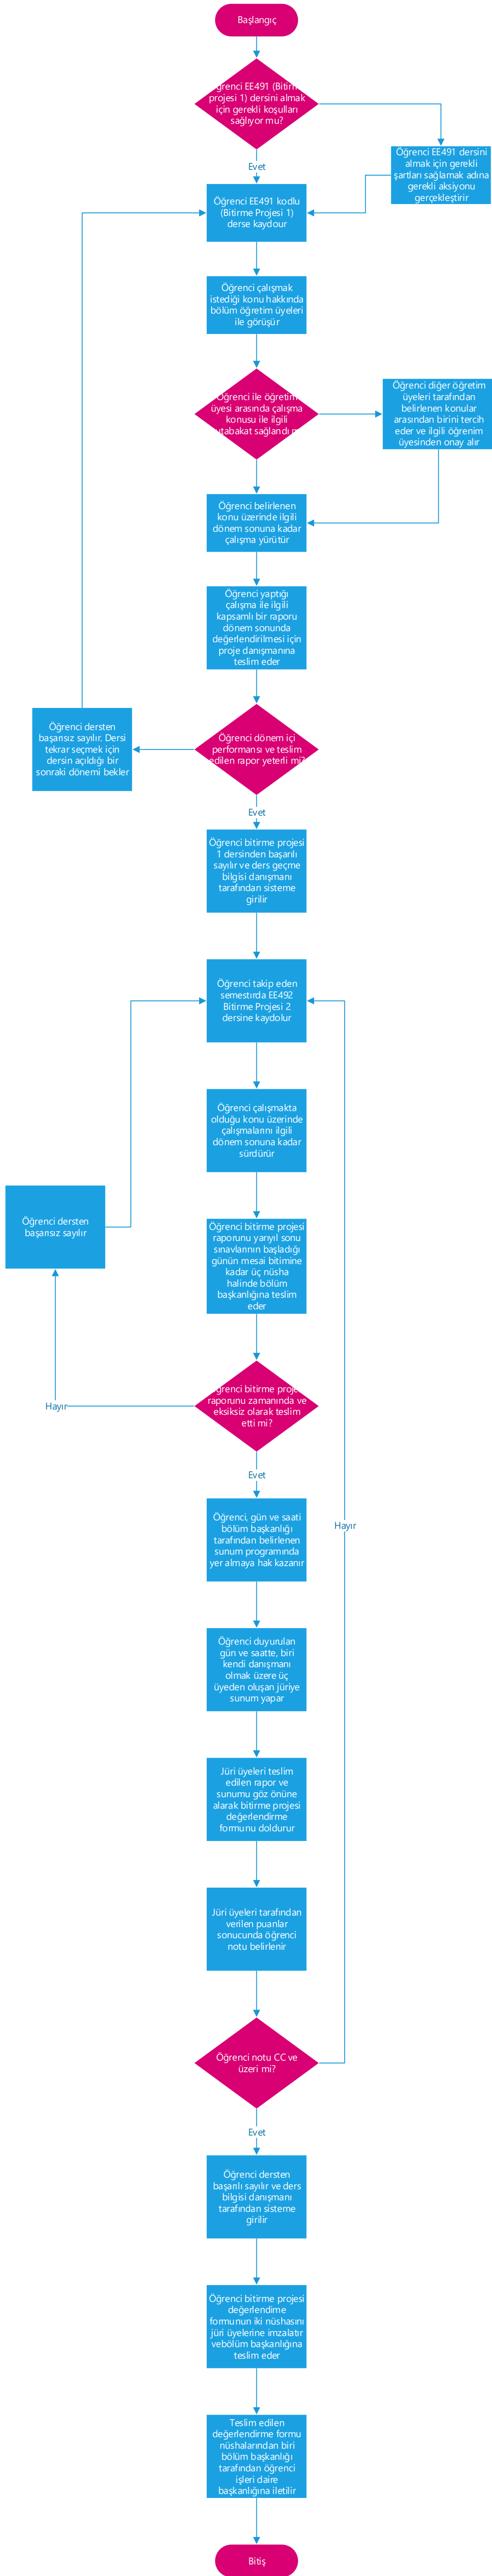 Başlangıç
projesi 1) dersini almak
için gerekli koşulları
sağlıyor mu?
Öğrenci EE491 dersini
almak için gerekli
şartları sağlamak adına
gerekli aksiyonu
gerçekleştirir
Evet
Öğrenci EE491 kodlu
(Bitirme Projesi 1)
derse kaydour
Öğrenci çalışmak
istediği konu hakkında
bölüm öğretim üyeleri
ile görüşür
Öğrenci ile öğretim
üyesi arasında çalışma
konusu ile ilgili
sağlandı
Öğrenci diğer öğretim
üyeleri tarafından
belirlenen konular
arasından birini tercih
eder ve ilgili öğrenim
üyesinden onay alır
Öğrenci belirlenen
konu üzerinde ilgili
dönem sonuna kadar
çalışma yürütür
Öğrenci yaptığı
çalışma ile ilgili
kapsamlı bir raporu
dönem sonunda
değerlendirilmesi için
proje danışmanına
teslim eder
Öğrenci dönem içi
performansı ve teslim
edilen rapor yeterli mi?
Öğrenci dersten
başarısız sayılır. Dersi
tekrar seçmek için
dersin açıldığı bir
sonraki dönemi bekler
Evet
Öğrenci bitirme projesi
1 dersinden başarılı
sayılır ve ders geçme
bilgisi danışmanı
tarafından sisteme
girilir
Öğrenci takip eden
semestırda EE492
Bitirme Projesi 2
dersine kaydolur
Öğrenci çalışmakta
olduğu konu üzerinde
çalışmalarını ilgili
dönem sonuna kadar
sürdürür
Öğrenci dersten
başarısız sayılır
Öğrenci bitirme projesi
raporunu yarıyıl sonu
sınavlarının başladığı
günün mesai bitimine
kadar üç nüsha
halinde bölüm
başkanlığına teslim
eder
bitirme
raporunu zamanında ve
eksiksiz olarak teslim
etti mi?
Hayır
Evet
Öğrenci, gün ve saati
bölüm başkanlığı
tarafından belirlenen
sunum programında
yer almaya hak kazanır
Hayır
Öğrenci duyurulan
gün ve saatte, biri
kendi danışmanı
olmak üzere üç
üyeden oluşan jüriye
sunum yapar
Jüri üyeleri teslim
edilen rapor ve
sunumu göz önüne
alarak bitirme projesi
değerlendirme
formunu doldurur
Jüri üyeleri tarafından
verilen puanlar
sonucunda öğrenci
notu belirlenir
Öğrenci notu CC ve
üzeri mi?
Evet
Öğrenci dersten
başarılı sayılır ve ders
bilgisi danışmanı
tarafından sisteme
girilir
Öğrenci bitirme projesi
değerlendime
formunun iki nüshasını
jüri üyelerine imzalatır
vebölüm başkanlığına
teslim eder
Teslim edilen
değerlendirme formu
nüshalarından biri
bölüm başkanlığı
tarafından öğrenci
işleri daire
başkanlığına iletilir
Bitiş